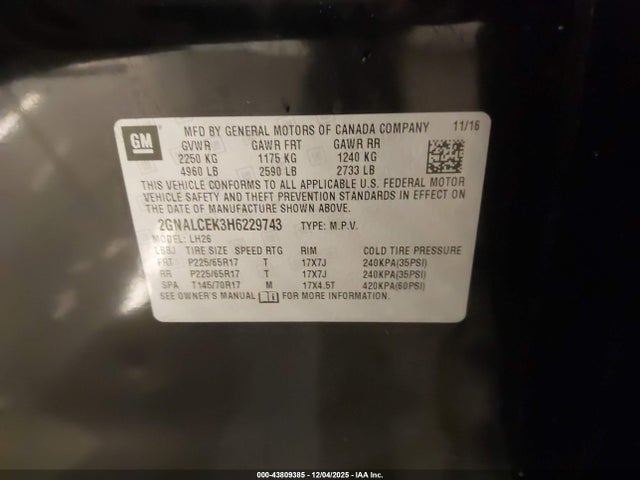 GM
MFD BY GENERAL MOTORS OF CANADA COMPANY 11/16
GVWR GAWR FRT GAWR RR
2250 KG 1175 KG 1240 KG
4960 LB 2590 LB 2733 LB
THIS VEHICLE CONFORMS TO ALL APPLICABLE U.S. FEDERAL MOTOR
VEHICLE SAFETY AND THEFT PREVENTION STANDARDS IN EFFECT ON
THE DATE OF MANUFACTURE SHOWN ABOVE.
2GNALCEK3H6229743 TYPE: M.P.V.
MODEL: LH26
LBBJ TIRE SIZE SPEED RTG RIM COLD TIRE PRESSURE
FRT P225/65R17 T 17X7J 240KPA(35PSI)
RR P225/65R17 T 17X7J 240KPA(35PSI)
SPA T145/70R17 M 17X4.5T 420KPA(60PSI)
SEE OWNER'S MANUAL FOR MORE INFORMATION.
000-43809385 - 12/04/2025 - IAA Inc.